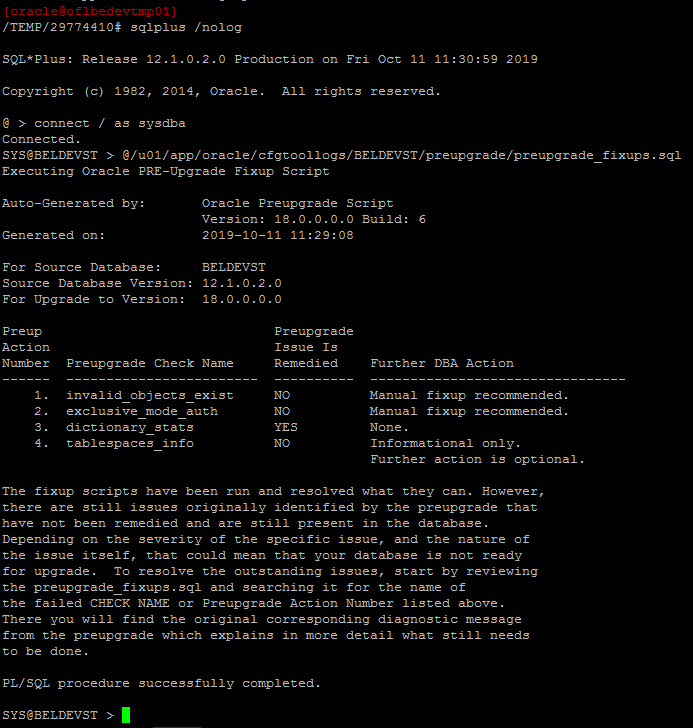 [oracle@oflbedevtmp01]
/TEMP/29774410# sqlplus /nolog
SQL*Plus: Release 12.1.0.2.0 Production on Fri Oct 11 11:30:59 2019
Copyright (c) 1982, 2014, Oracle.  All rights reserved.
@ > connect / as sysdba
Connected.
SYS@BELDEVST > @/u01/app/oracle/cfgtoollogs/BELDEVST/preupgrade/preupgrade_fixups.sql
Executing Oracle PRE-Upgrade Fixup Script
Auto-Generated by:       Oracle Preupgrade Script
                         Version: 18.0.0.0.0 Build: 6
Generated on:            2019-10-11 11:29:08
For Source Database:     BELDEVST
Source Database Version: 12.1.0.2.0
For Upgrade to Version:  18.0.0.0.0
Preup                             Preupgrade
Action                            Issue Is
Number  Preupgrade Check Name     Remedied    Further DBA Action
------  ------------------------  ----------  --------------------------------
    1.  invalid_objects_exist     NO          Manual fixup recommended.
    2.  exclusive_mode_auth       NO          Manual fixup recommended.
    3.  dictionary_stats          YES         None.
    4.  tablespaces_info          NO          Informational only.
                                              Further action is optional.
The fixup scripts have been run and resolved what they can. However,
there are still issues originally identified by the preupgrade that
have not been remedied and are still present in the database.
Depending on the severity of the specific issue, and the nature of
the issue itself, that could mean that your database is not ready
for upgrade.  To resolve the outstanding issues, start by reviewing
the preupgrade_fixups.sql and searching it for the name of
the failed CHECK NAME or Preupgrade Action Number listed above.
There you will find the original corresponding diagnostic message
from the preupgrade which explains in more detail what still needs
to be done.
PL/SQL procedure successfully completed.
SYS@BELDEVST >